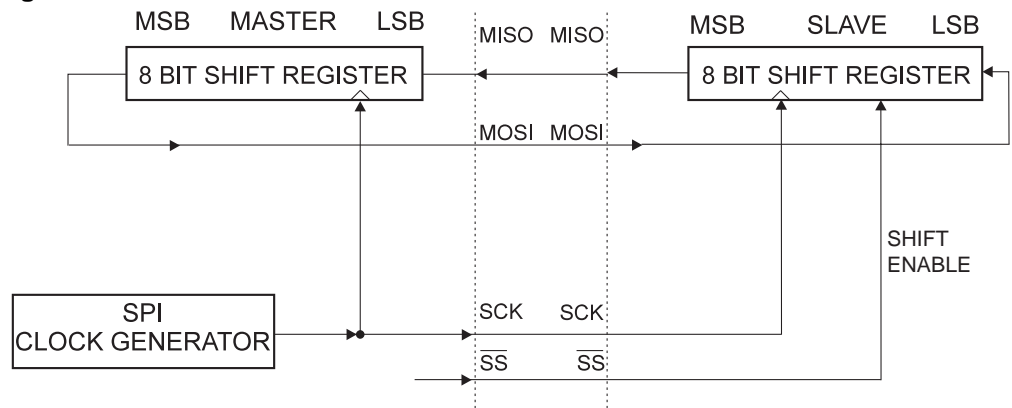 MSB MASTER LSB
MISO MISO
MSB SLAVE LSB
8 BIT SHIFT REGISTER
8 BIT SHIFT REGISTER
MOSI MOSI
SHIFT
ENABLE
SPI
CLOCK GENERATOR
SCK SCK
SS SS